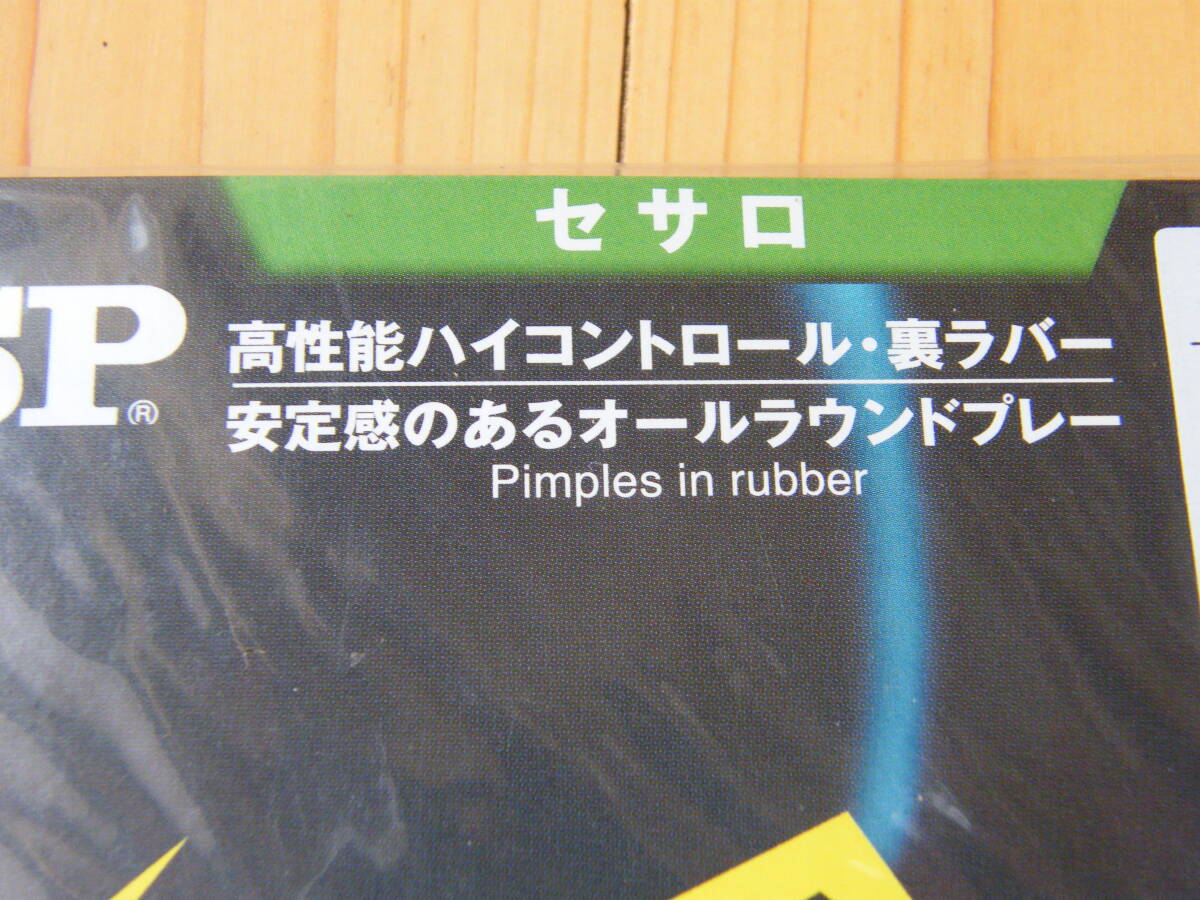 セサロ
SP®
高性能ハイコントロール・裏ラバー
安定感のあるオールラウンドプレー
Pimples in rubber